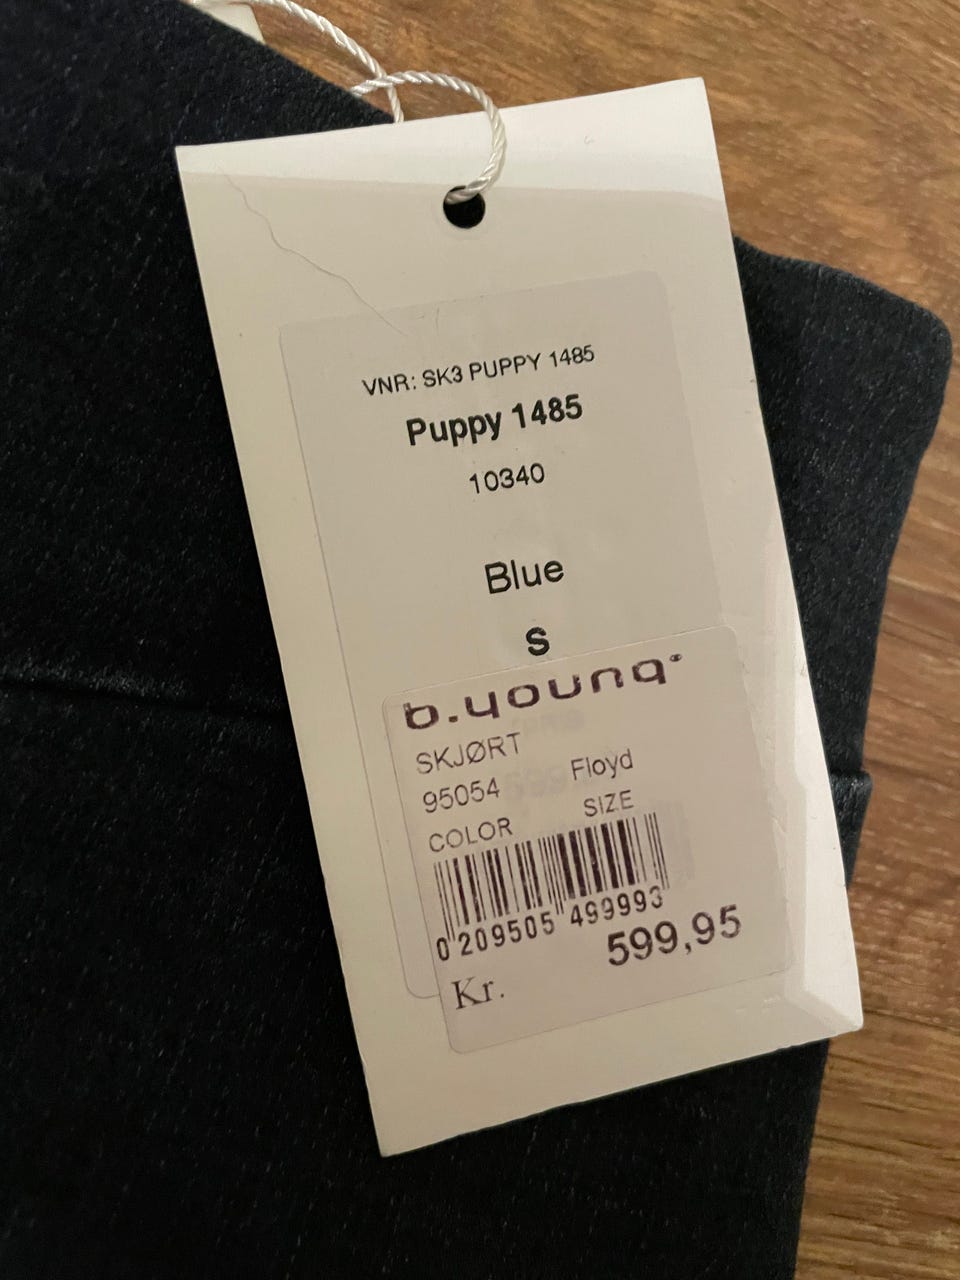 VNR: SK3 PUPPY 1485
Puppy 1485
10340
Blue
S
b.young
SKJØRT
95054 Floyd
COLOR SIZE
0 209505 499993
599,95
Kr.